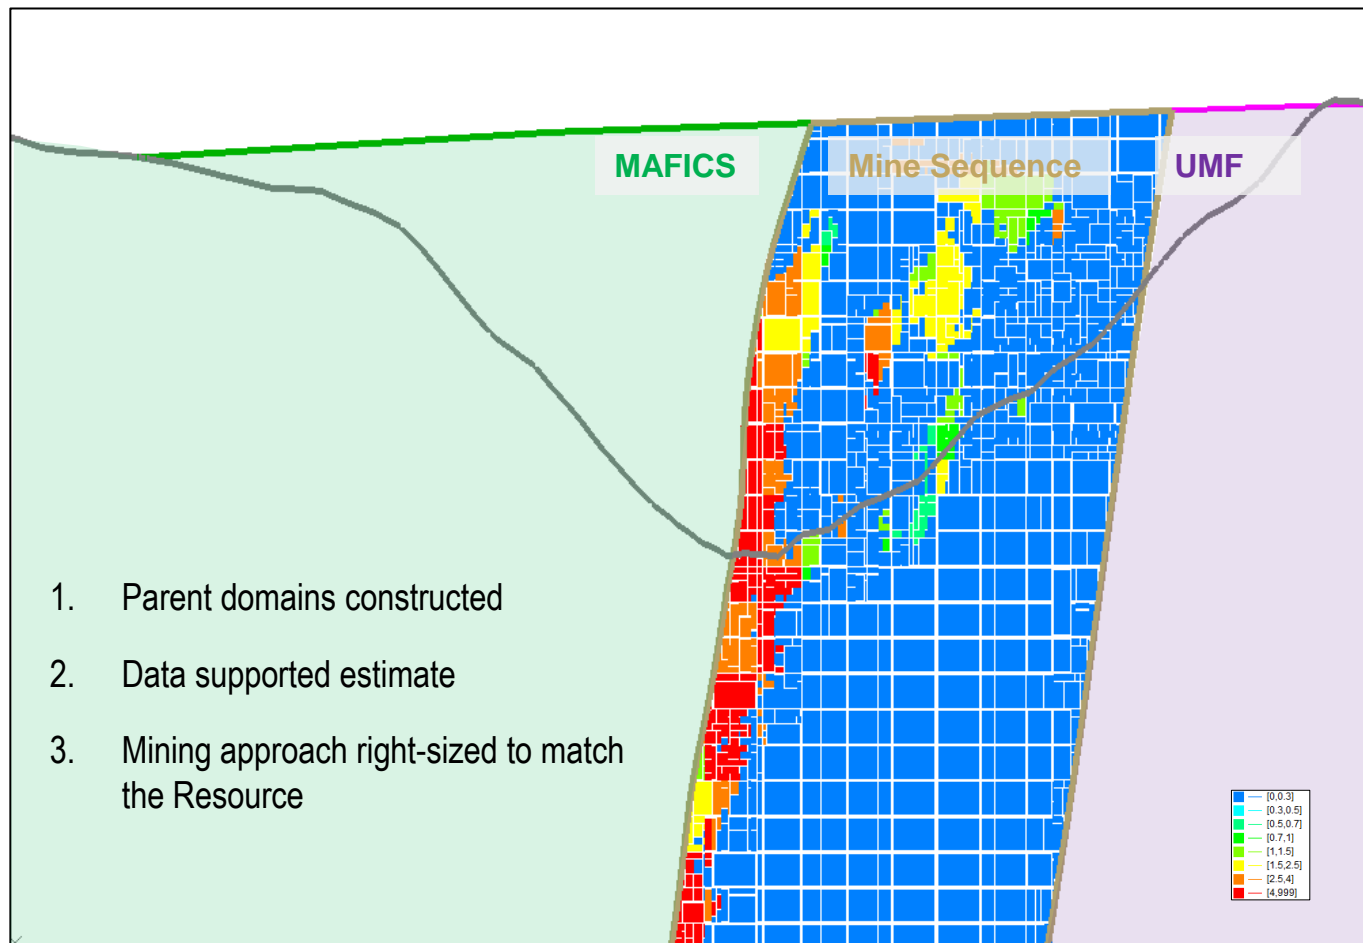 MAFICS Mine Sequence UMF
1. Parent domains constructed
2. Data supported estimate
3. Mining approach right-sized to match
the Resource
[0,0.3]
[0.3,0.5]
[0.5,0.7]
[0.7,1]
[1,1.5]
[1.5,2.5]
[2.5,4]
[4,999]